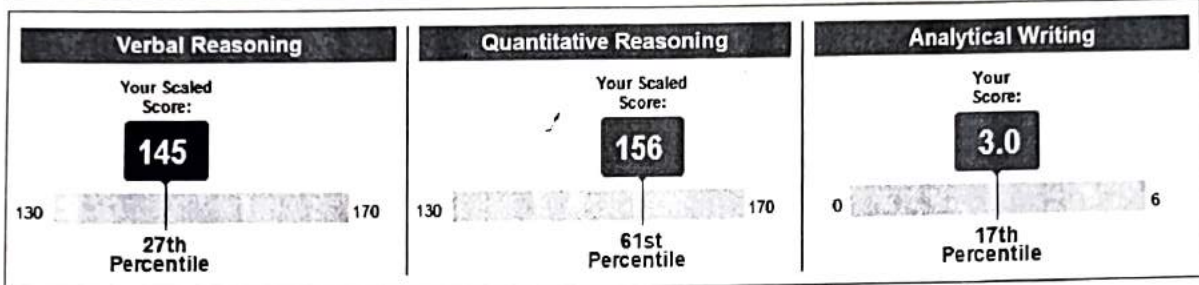 Verbal Reasoning
Your Scaled
Score:
145
130
170
27th
Percentile
Quantitative Reasoning
Your Scaled
Score:
156
130
170
61st
Percentile
Analytical Writing
Your
Score:
3.0
0
6
17th
Percentile